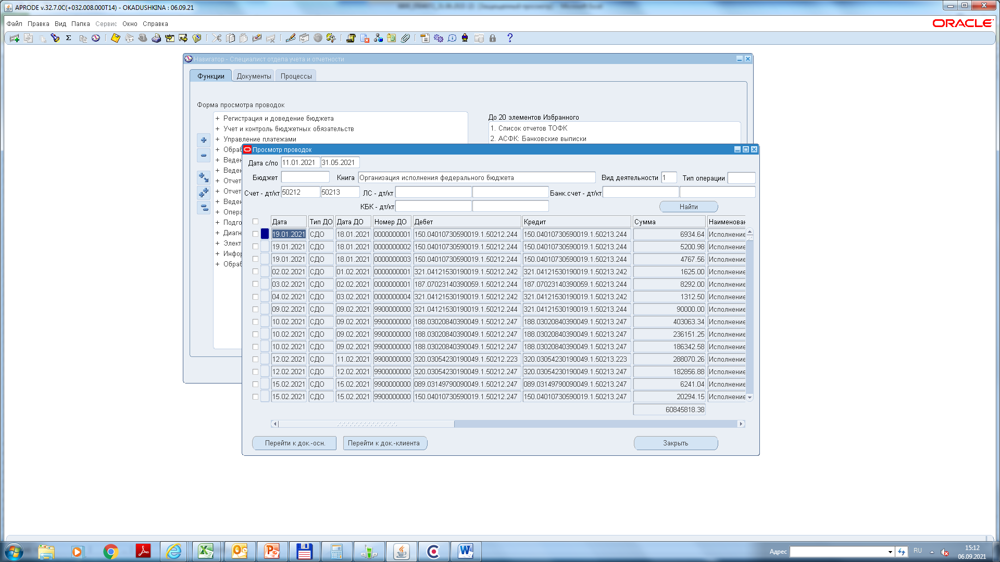 APRODE v.32.7.0C(+032.008.000T14) - OKADUSHKINA : 06.09.21
Файл Правка Вид Папка Сервис Окно Справка
ORACLE
Навигатор - Специалист отдела учета и отчетности
Функции Документы Процессы
Форма просмотра проводок
+ Регистрация и доведение бюджета
+ Учет и контроль бюджетных обязательств
+ Управление платежами
+ Обраб
+ Веден
+ Веден
+ Отчет
+ Отчет
+ Веден
+ Опера
+ Подго
+ Диагн
+ Элект
+ Инфор
+ Обраб
До 20 элементов Избранного
1. Список отчетов ТОФК
2. АСФК: Банковские выписки
Просмотр проводок
Дата с/по 11.01.2021 31.05.2021
Бюджет Книга Организация исполнения федерального бюджета Вид деятельности 1 Тип операции
Счет - дт/кт 50212 50213 ЛС - дт/кт Банк.счет - дт/кт
КБК - дт/кт Найти
Дата Тип ДО Дата ДО Номер ДО Дебет Кредит Сумма Наименован
19.01.2021 СДО 18.01.2021 0000000001 150.04010730590019.1.50212.244 150.04010730590019.1.50213.244 6934.64 Исполнение
19.01.2021 СДО 18.01.2021 0000000002 150.04010730590019.1.50212.244 150.04010730590019.1.50213.244 5200.98 Исполнение
19.01.2021 СДО 18.01.2021 0000000003 150.04010730590019.1.50212.244 150.04010730590019.1.50213.244 4767.56 Исполнение
02.02.2021 СДО 01.02.2021 0000000001 321.04121530190019.1.50212.242 321.04121530190019.1.50213.242 1625.00 Исполнение
03.02.2021 СДО 02.02.2021 0000000001 187.07023140390059.1.50212.244 187.07023140390059.1.50213.244 8292.00 Исполнение
04.02.2021 СДО 03.02.2021 0000000004 321.04121530190019.1.50212.242 321.04121530190019.1.50213.242 1312.50 Исполнение
09.02.2021 СДО 09.02.2021 9900000000 321.04121530190019.1.50212.244 321.04121530190019.1.50213.244 90000.00 Исполнение
10.02.2021 СДО 09.02.2021 9900000000 188.03020840390049.1.50212.247 188.03020840390049.1.50213.247 403063.34 Исполнение
10.02.2021 СДО 09.02.2021 9900000000 188.03020840390049.1.50212.247 188.03020840390049.1.50213.247 236151.25 Исполнение
10.02.2021 СДО 09.02.2021 9900000000 188.03020840390049.1.50212.247 188.03020840390049.1.50213.247 186342.58 Исполнение
12.02.2021 СДО 11.02.2021 9900000000 320.03054230190049.1.50212.223 320.03054230190049.1.50213.223 288070.26 Исполнение
12.02.2021 СДО 12.02.2021 9900000000 320.03054230190049.1.50212.247 320.03054230190049.1.50213.247 182856.88 Исполнение
15.02.2021 СДО 15.02.2021 9900000000 089.03149790090049.1.50212.247 089.03149790090049.1.50213.247 6241.04 Исполнение
15.02.2021 СДО 15.02.2021 9900000000 150.04010730590019.1.50212.247 150.04010730590019.1.50213.247 20294.15 Исполнение
60845818.38
Перейти к док.-осн. Перейти к док.-клиента Закрыть
Адрес RU 15:12
06.09.2021